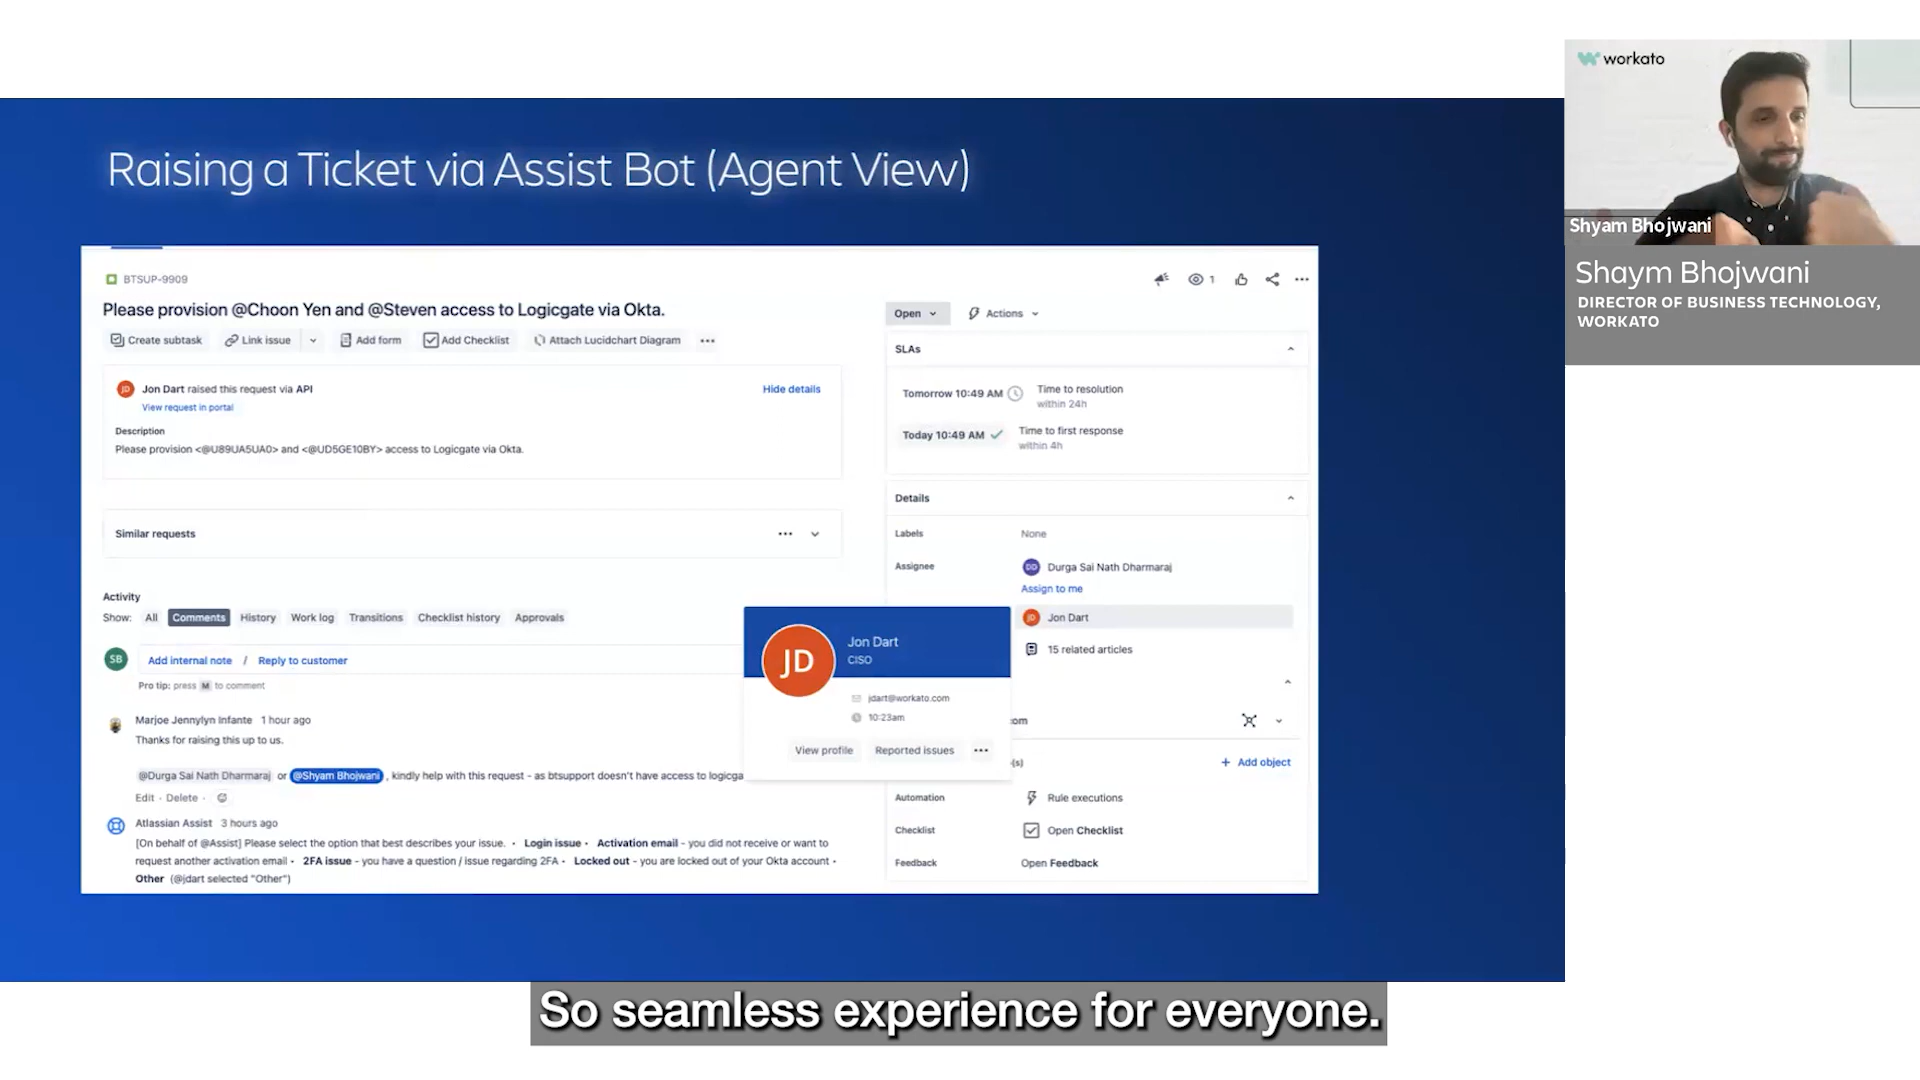 workato
Shyam Bhojwani
Shaym Bhojwani
DIRECTOR OF BUSINESS TECHNOLOGY,
WORKATO
Raising a Ticket via Assist Bot (Agent View)
BTSUP-9909
1
Please provision @Choon Yen and @Steven access to Logicgate via Okta.
Create subtask Link issue Add form Add Checklist Attach Lucidchart Diagram
JD Jon Dart raised this request via API Hide details
View request in portal
Description
Please provision <@U89UA5UA0> and <@UD5GE10BY> access to Logicgate via Okta.
Similar requests
Activity
Show: All Comments History Work log Transitions Checklist history Approvals
SB Add internal note / Reply to customer
Pro tip: press M to comment
Marjoe Jennylyn Infante 1 hour ago
Thanks for raising this up to us.
@Durga Sai Nath Dharmaraj or @Shyam Bhojwani , kindly help with this request - as btsupport doesn't have access to logicga
Edit · Delete ·
Atlassian Assist 3 hours ago
[On behalf of @Assist] Please select the option that best describes your issue. • Login issue • Activation email - you did not receive or want to
request another activation email • 2FA issue - you have a question / issue regarding 2FA • Locked out - you are locked out of your Okta account •
Other (@jdart selected "Other")
Open Actions
SLAs
Tomorrow 10:49 AM Time to resolution
within 24h
Today 10:49 AM Time to first response
within 4h
Details
Labels None
Assignee DD Durga Sai Nath Dharmaraj
Assign to me
JD Jon Dart
15 related articles
JD Jon Dart
CISO
jdart@workato.com
10:23am
View profile Reported issues
om
(s)
+ Add object
Automation Rule executions
Checklist Open Checklist
Feedback Open Feedback
So seamless experience for everyone.